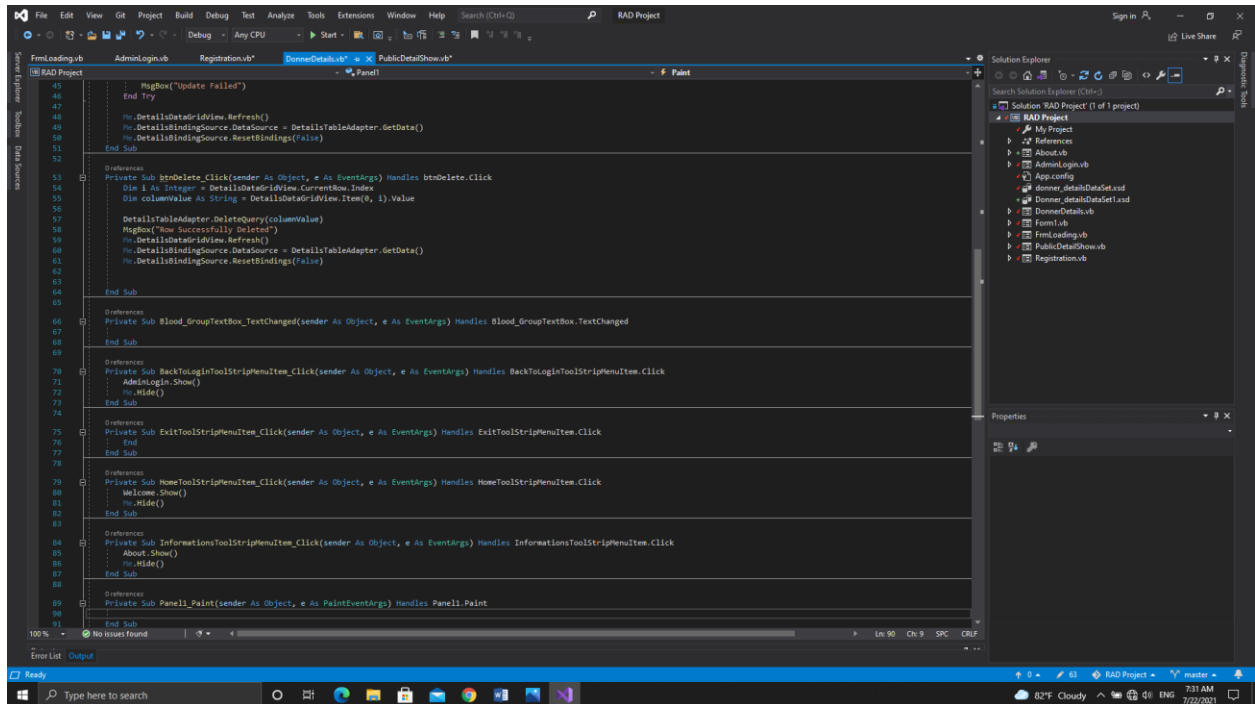 File Edit View Git Project Build Debug Test Analyze Tools Extensions Window Help Search (Ctrl+Q) RAD Project Sign in
Debug Any CPU Start Live Share
FrmLoading.vb AdminLogin.vb Registration.vb* DonnerDetails.vb* PublicDetailShow.vb*
RAD Project Panel1 Paint
Server Explorer
Toolbox
Data Sources
45 MsgBox("Update Failed")
46 End Try
47
48 Me.DetailsDataGridView.Refresh()
49 Me.DetailsBindingSource.DataSource = DetailsTableAdapter.GetData()
50 Me.DetailsBindingSource.ResetBindings(False)
51 End Sub
52
0 references
53 Private Sub btnDelete_Click(sender As Object, e As EventArgs) Handles btnDelete.Click
54 Dim i As Integer = DetailsDataGridView.CurrentRow.Index
55 Dim columnValue As String = DetailsDataGridView.Item(0, i).Value
56
57 DetailsTableAdapter.DeleteQuery(columnValue)
58 MsgBox("Row Successfully Deleted")
59 Me.DetailsDataGridView.Refresh()
60 Me.DetailsBindingSource.DataSource = DetailsTableAdapter.GetData()
61 Me.DetailsBindingSource.ResetBindings(False)
62
63
64 End Sub
65
0 references
66 Private Sub Blood_GroupTextBox_TextChanged(sender As Object, e As EventArgs) Handles Blood_GroupTextBox.TextChanged
67
68 End Sub
69
0 references
70 Private Sub BackToLoginToolStripMenuItem_Click(sender As Object, e As EventArgs) Handles BackToLoginToolStripMenuItem.Click
71 AdminLogin.Show()
72 Me.Hide()
73 End Sub
74
0 references
75 Private Sub ExitToolStripMenuItem_Click(sender As Object, e As EventArgs) Handles ExitToolStripMenuItem.Click
76 End
77 End Sub
78
0 references
79 Private Sub HomeToolStripMenuItem_Click(sender As Object, e As EventArgs) Handles HomeToolStripMenuItem.Click
80 Welcome.Show()
81 Me.Hide()
82 End Sub
83
0 references
84 Private Sub InformationsToolStripMenuItem_Click(sender As Object, e As EventArgs) Handles InformationsToolStripMenuItem.Click
85 About.Show()
86 Me.Hide()
87 End Sub
88
0 references
89 Private Sub Panel1_Paint(sender As Object, e As PaintEventArgs) Handles Panel1.Paint
90
91 End Sub
100 % No issues found Ln: 90 Ch: 9 SPC CRLF
Error List Output
Solution Explorer
Search Solution Explorer (Ctrl+;)
Solution 'RAD Project' (1 of 1 project)
RAD Project
My Project
References
About.vb
AdminLogin.vb
App.config
donner_detailsDataSet.xsd
Donner_detailsDataSet1.xsd
DonnerDetails.vb
Form1.vb
FrmLoading.vb
PublicDetailShow.vb
Registration.vb
Properties
Diagnostic Tools
Ready 0 63 RAD Project master
Type here to search 82°F Cloudy ENG 7:31 AM
7/22/2021